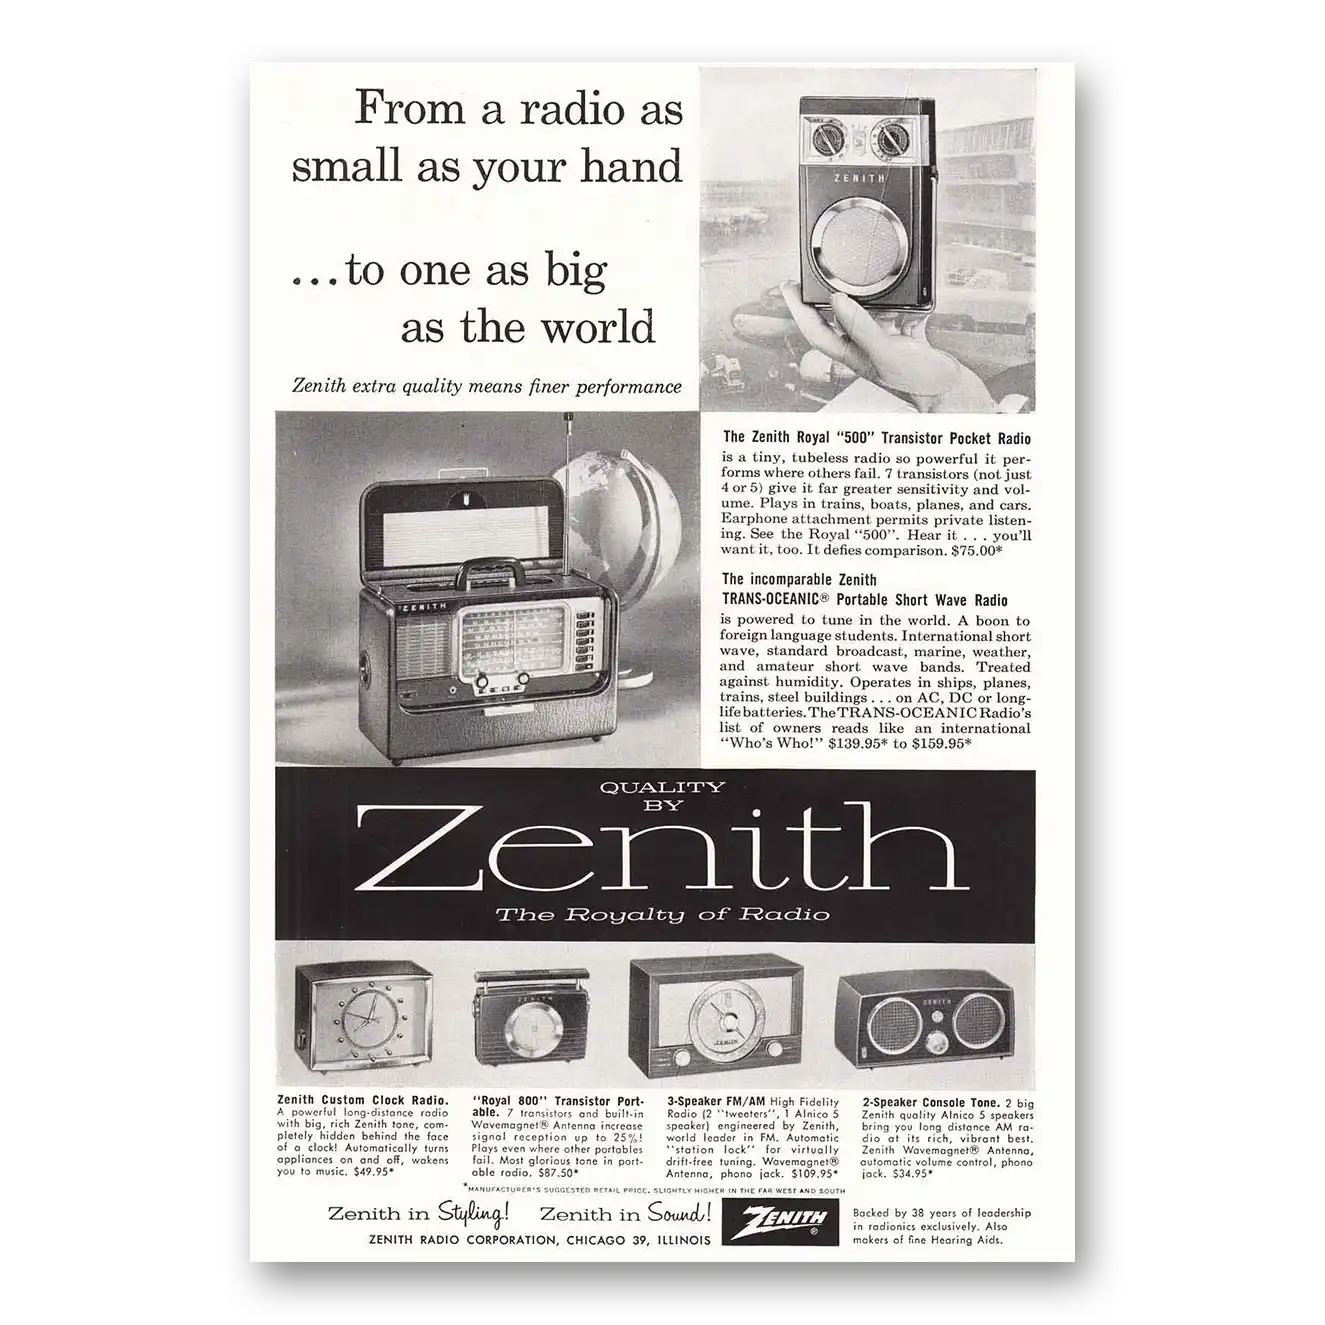 From a radio as
small as your hand
...to one as big
as the world
Zenith extra quality means finer performance
ZENITH
The Zenith Royal "500" Transistor Pocket Radio
is a tiny, tubeless radio so powerful it per-
forms where others fail. 7 transistors (not just
4 or 5) give it far greater sensitivity and vol-
ume. Plays in trains, boats, planes, and cars.
Earphone attachment permits private listen-
ing. See the Royal "500". Hear it . . . you'll
want it, too. It defies comparison. $75.00*
The incomparable Zenith
TRANS-OCEANIC® Portable Short Wave Radio
is powered to tune in the world. A boon to
foreign language students. International short
wave, standard broadcast, marine, weather,
and amateur short wave bands. Treated
against humidity. Operates in ships, planes,
trains, steel buildings . . . on AC, DC or long-
life batteries. The TRANS-OCEANIC Radio's
list of owners reads like an international
"Who's Who!" $139.95* to $159.95*
ZENITH
QUALITY
BY
Zenith
The Royalty of Radio
ZENITH
ZENITH
ZENITH
Zenith Custom Clock Radio.
A powerful long-distance radio
with big, rich Zenith tone, com-
pletely hidden behind the face
of a clock! Automatically turns
appliances on and off, wakens
you to music. $49.95*
"Royal 800" Transistor Port-
able. 7 transistors and built-in
Wavemagnet® Antenna increase
signal reception up to 25%!
Plays even where other portables
fail. Most glorious tone in port-
able radio. $87.50*
3-Speaker FM/AM High Fidelity
Radio (2 "tweeters", 1 Alnico 5
speaker) engineered by Zenith,
world leader in FM. Automatic
"station lock" for virtually
drift-free tuning. Wavemagnet®
Antenna, phono jack. $109.95*
2-Speaker Console Tone. 2 big
Zenith quality Alnico 5 speakers
bring you long distance AM ra-
dio at its rich, vibrant best.
Zenith Wavemagnet® Antenna,
automatic volume control, phono
jack. $34.95*
*MANUFACTURER'S SUGGESTED RETAIL PRICE. SLIGHTLY HIGHER IN THE FAR WEST AND SOUTH
Zenith in Styling! Zenith in Sound!
ZENITH RADIO CORPORATION, CHICAGO 39, ILLINOIS
ZENITH®
Backed by 38 years of leadership
in radionics exclusively. Also
makers of fine Hearing Aids.